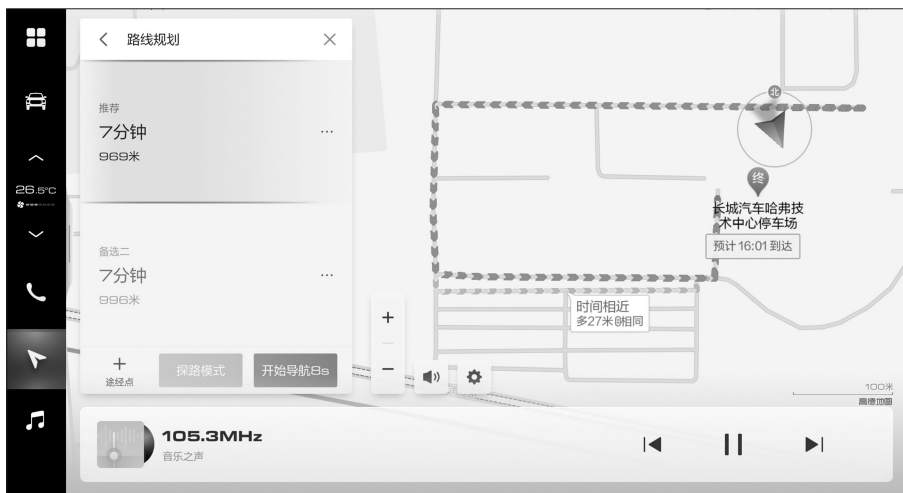 路线规划
推荐
7分钟
969米
备选二
7分钟
996米
途经点
探路模式
开始导航8s
26.5°C
北
终
长城汽车哈弗技
术中心停车场
预计16:01到达
时间相近
多27米
相同
100米
高德地图
105.3MHz
音乐之声